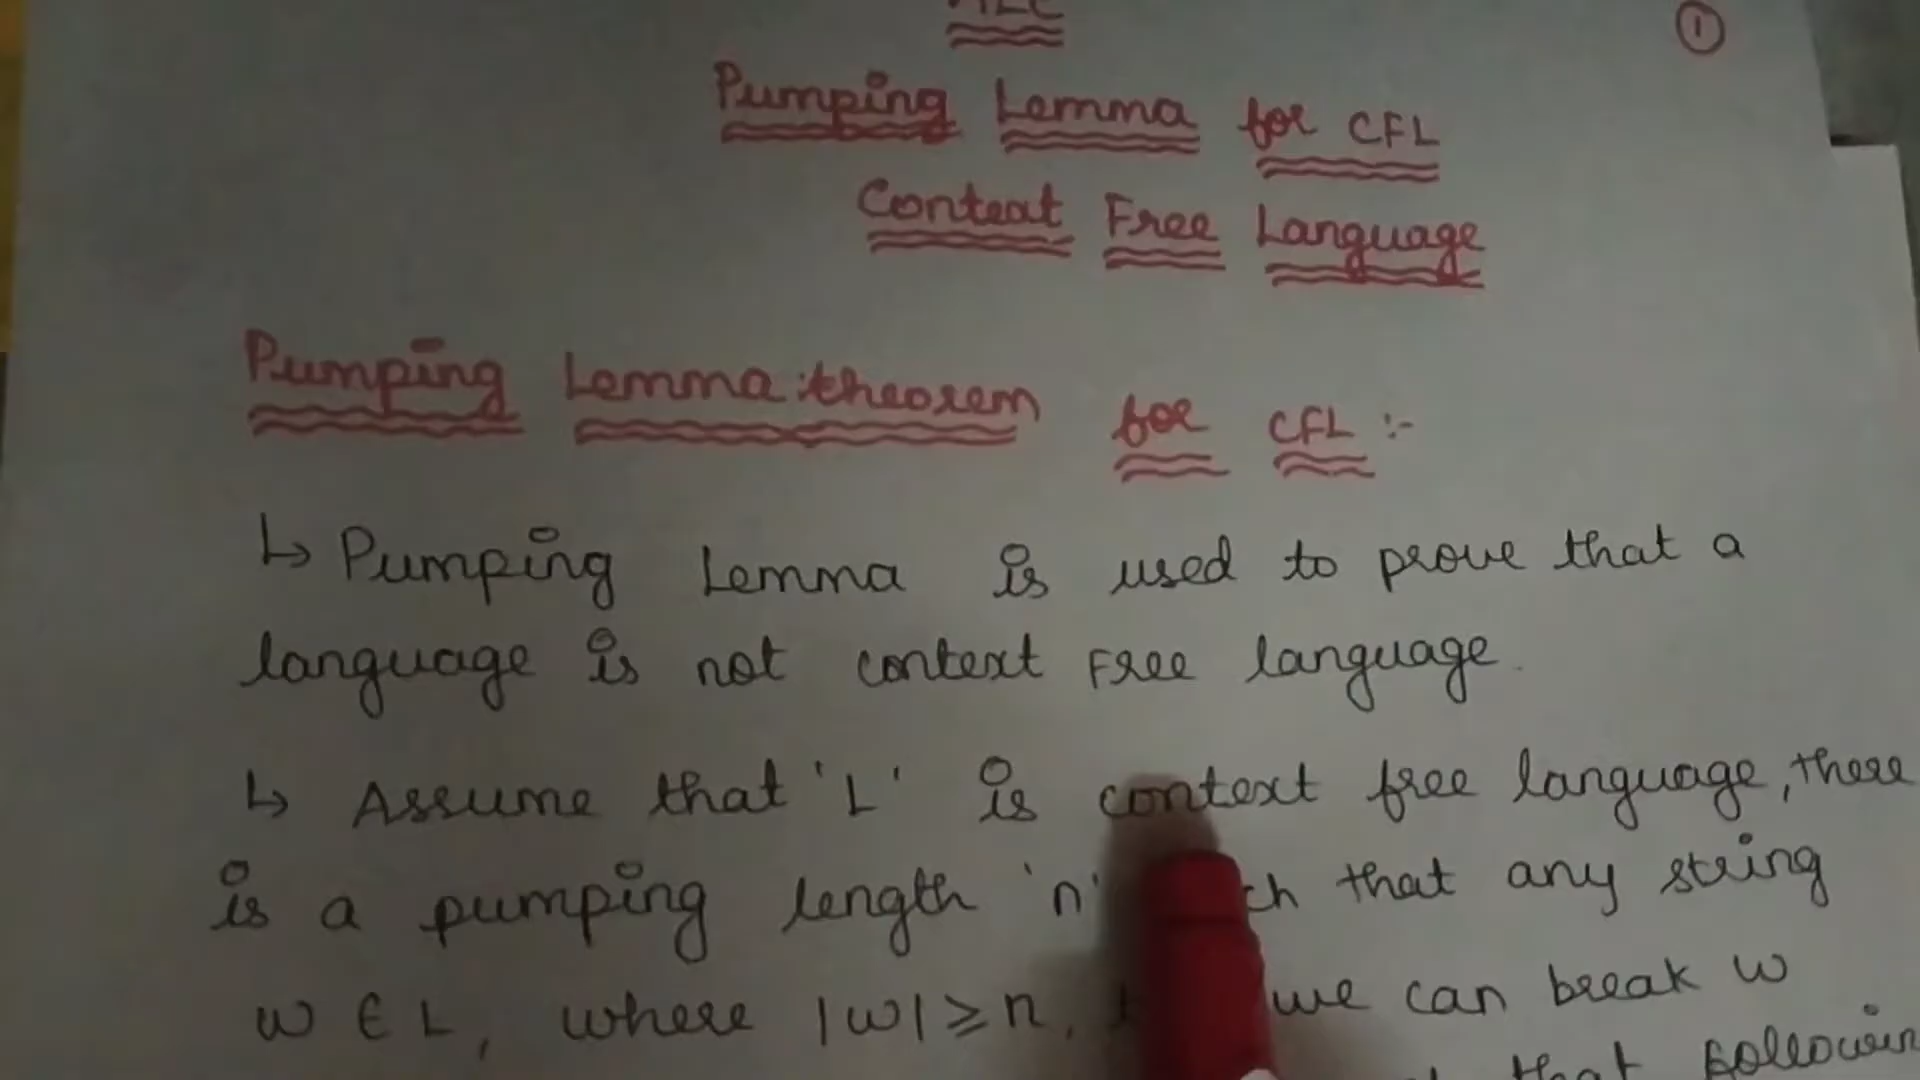 1
Pumping Lemma for CFL
Context Free Language
Pumping Lemma:theorem for CFL :-
↳ Pumping Lemma is used to prove that a
language is not context Free language.
↳ Assume that 'L' is context free language, there
is a pumping length 'n' that any string
w ∈ L, where |w| ≥ n, we can break w
that